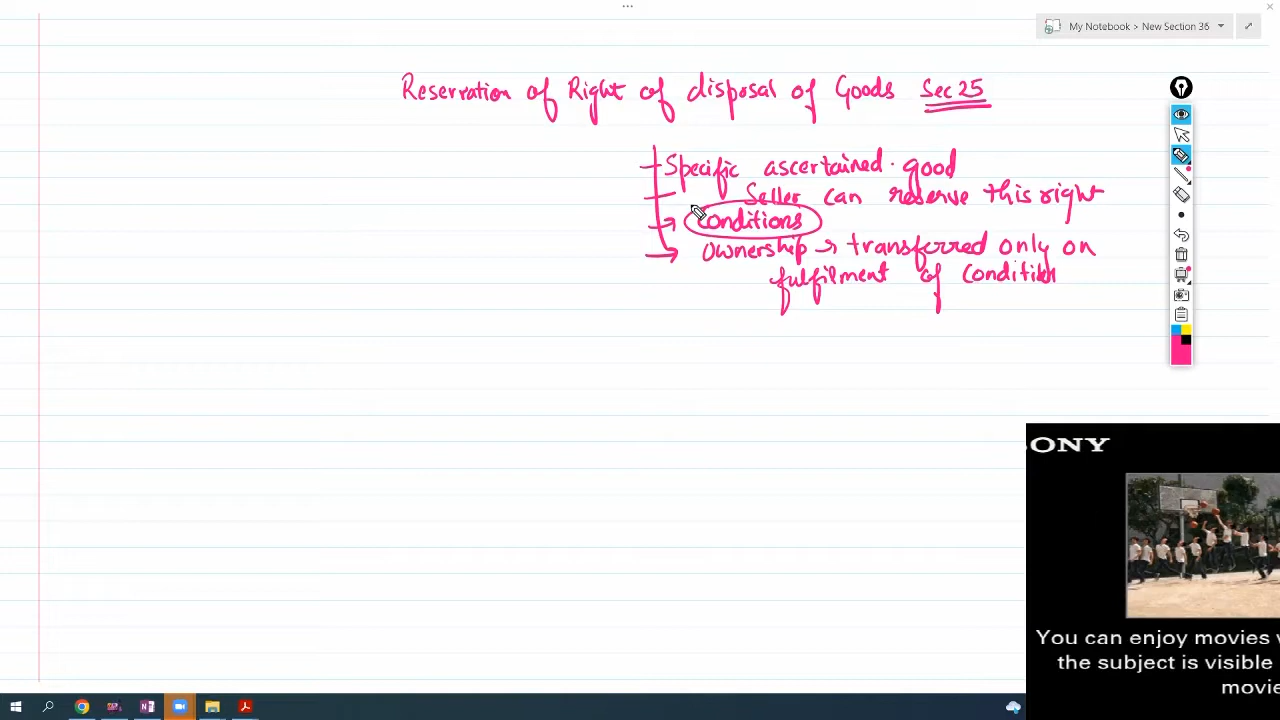 My Notebook > New Section 36
Reservation of Right of disposal of Goods Sec 25
Specific ascertained good
Seller can reserve this right
Conditions
Ownership → transferred only on
fulfilment of Condition
ONY
You can enjoy movies
the subject is visible
movie